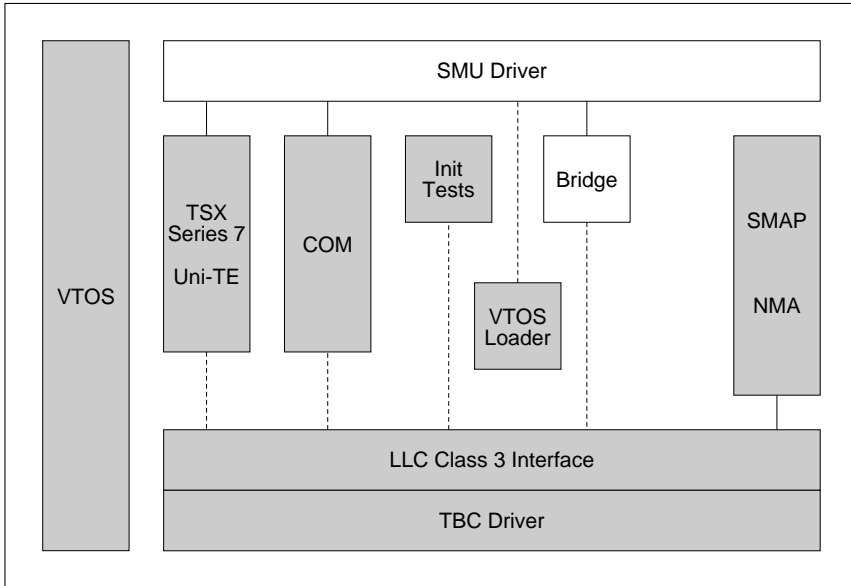 SMU Driver
VTOS
TSX
Series 7
Uni-TE
COM
Init
Tests
Bridge
VTOS
Loader
SMAP
NMA
LLC Class 3 Interface
TBC Driver